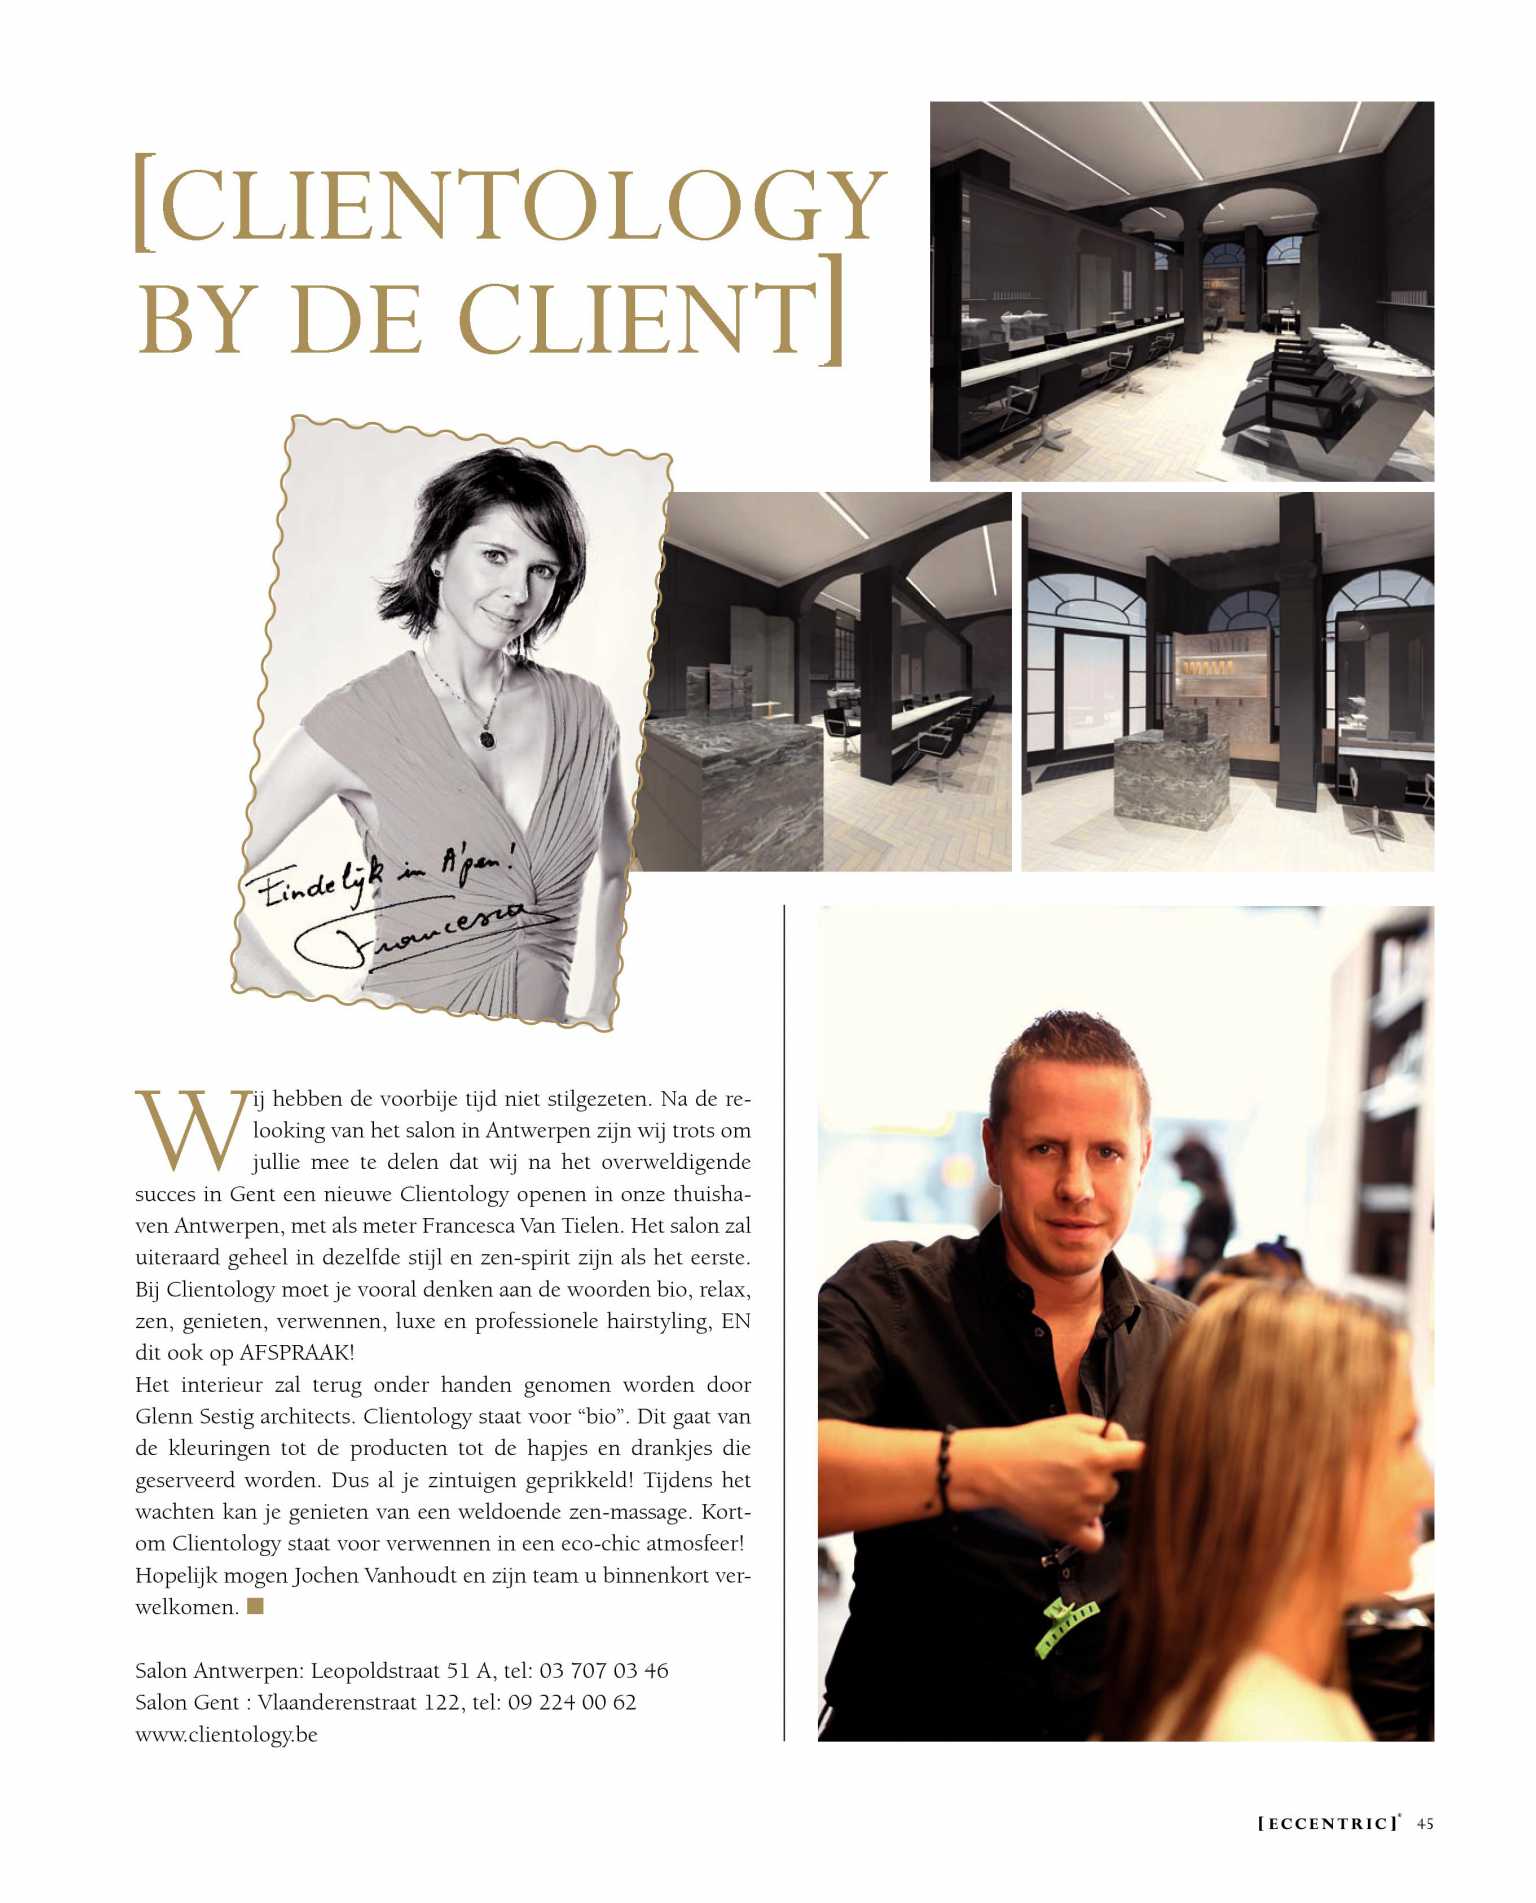 [CLIENTOLOGY
BY DE CLIENT]
Eindelijk in A'pen!
Francesca
Wij hebben de voorbije tijd niet stilgezeten. Na de re-
looking van het salon in Antwerpen zijn wij trots om
jullie mee te delen dat wij na het overweldigende
succes in Gent een nieuwe Clientology openen in onze thuisha-
ven Antwerpen, met als meter Francesca Van Tielen. Het salon zal
uiteraard geheel in dezelfde stijl en zen-spirit zijn als het eerste.
Bij Clientology moet je vooral denken aan de woorden bio, relax,
zen, genieten, verwennen, luxe en professionele hairstyling, EN
dit ook op AFSPRAAK!
Het interieur zal terug onder handen genomen worden door
Glenn Sestig architects. Clientology staat voor “bio”. Dit gaat van
de kleuringen tot de producten tot de hapjes en drankjes die
geserveerd worden. Dus al je zintuigen geprikkeld! Tijdens het
wachten kan je genieten van een weldoende zen-massage. Kort-
om Clientology staat voor verwennen in een eco-chic atmosfeer!
Hopelijk mogen Jochen Vanhoudt en zijn team u binnenkort ver-
welkomen.
Salon Antwerpen: Leopoldstraat 51 A, tel: 03 707 03 46
Salon Gent : Vlaanderenstraat 122, tel: 09 224 00 62
www.clientology.be
[ECCENTRIC]® 45